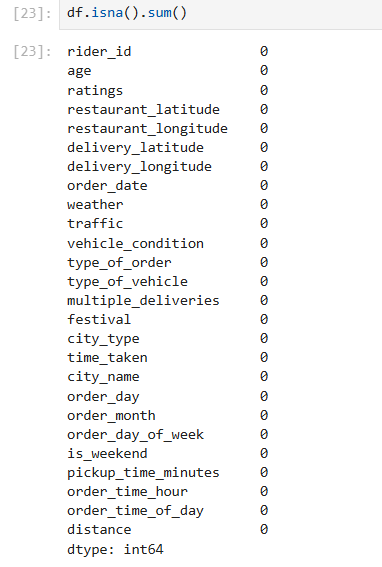 [23]: df.isna().sum()
[23]: rider_id 0
age 0
ratings 0
restaurant_latitude 0
restaurant_longitude 0
delivery_latitude 0
delivery_longitude 0
order_date 0
weather 0
traffic 0
vehicle_condition 0
type_of_order 0
type_of_vehicle 0
multiple_deliveries 0
festival 0
city_type 0
time_taken 0
city_name 0
order_day 0
order_month 0
order_day_of_week 0
is_weekend 0
pickup_time_minutes 0
order_time_hour 0
order_time_of_day 0
distance 0
dtype: int64